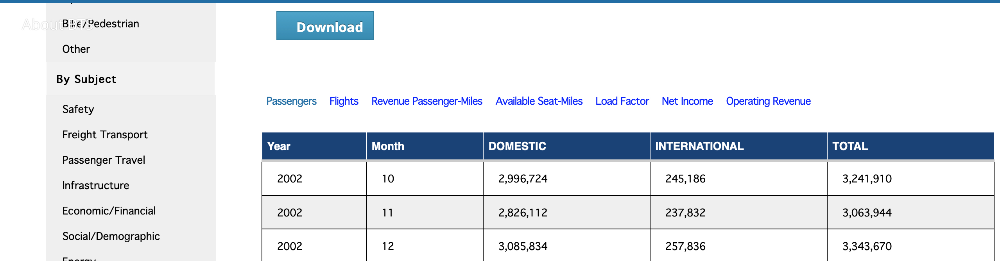 About BTS
Bike/Pedestrian
Other
By Subject
Safety
Freight Transport
Passenger Travel
Infrastructure
Economic/Financial
Social/Demographic
Energy
Download
Passengers Flights Revenue Passenger-Miles Available Seat-Miles Load Factor Net Income Operating Revenue
Year Month DOMESTIC INTERNATIONAL TOTAL
2002 10 2,996,724 245,186 3,241,910
2002 11 2,826,112 237,832 3,063,944
2002 12 3,085,834 257,836 3,343,670